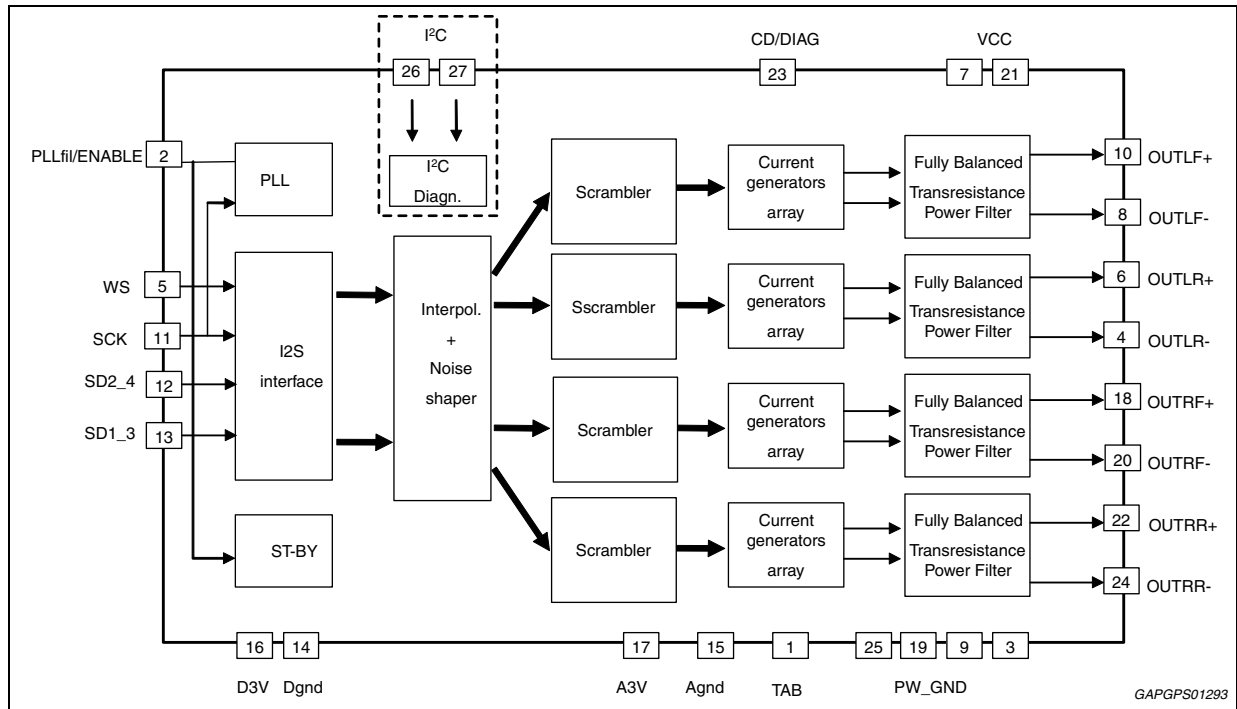 I²C
CD/DIAG
VCC
26
27
23
7
21
PLLfil/ENABLE
2
PLL
I²C
Diagn.
Scrambler
Current
generators
array
Fully Balanced
Transresistance
Power Filter
10
OUTLF+
8
OUTLF-
WS
5
SCK
11
SD2_4
12
SD1_3
13
I2S
interface
Interpol.
+
Noise
shaper
Sscrambler
Current
generators
array
Fully Balanced
Transresistance
Power Filter
6
OUTLR+
4
OUTLR-
Scrambler
Current
generators
array
Fully Balanced
Transresistance
Power Filter
18
OUTRF+
20
OUTRF-
ST-BY
Scrambler
Current
generators
array
Fully Balanced
Transresistance
Power Filter
22
OUTRR+
24
OUTRR-
16
14
17
15
1
25
19
9
3
D3V
Dgnd
A3V
Agnd
TAB
PW_GND
GAPGPS01293